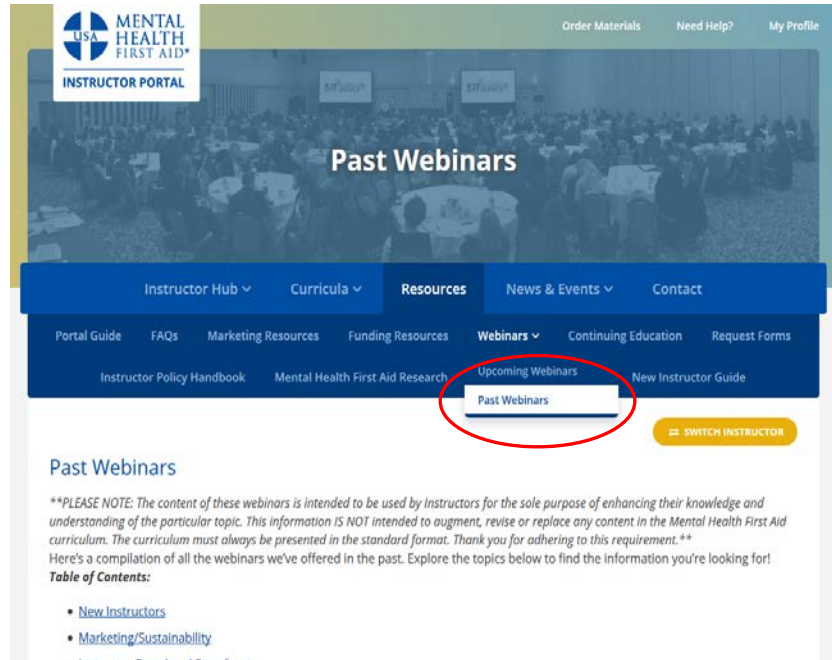 Order Materials Need Help? My Profile
USA
MENTAL
HEALTH
FIRST AID®
INSTRUCTOR PORTAL
Past Webinars
Instructor Hub Curricula Resources News & Events Contact
Portal Guide FAQs Marketing Resources Funding Resources Webinars Continuing Education Request Forms
Instructor Policy Handbook Mental Health First Aid Research Upcoming Webinars New Instructor Guide
Past Webinars
SWITCH INSTRUCTOR
Past Webinars
**PLEASE NOTE: The content of these webinars is intended to be used by Instructors for the sole purpose of enhancing their knowledge and
understanding of the particular topic. This information IS NOT intended to augment, revise or replace any content in the Mental Health First Aid
curriculum. The curriculum must always be presented in the standard format. Thank you for adhering to this requirement.**
Here's a compilation of all the webinars we've offered in the past. Explore the topics below to find the information you're looking for!
Table of Contents:
• New Instructors
• Marketing/Sustainability